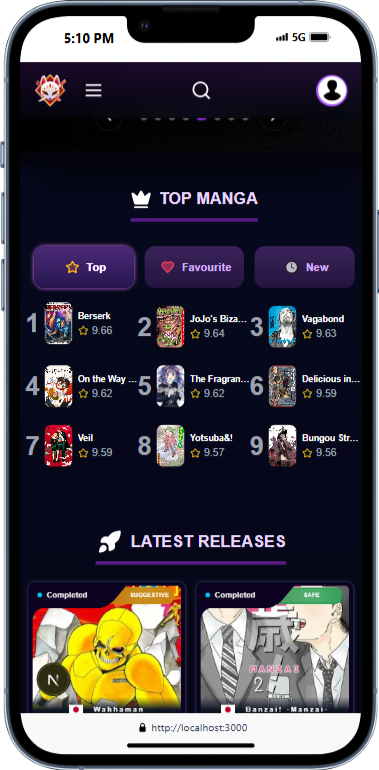 5:10 PM 5G
TOP MANGA
Top Favourite New
1 Berserk 9.66
2 JoJo's Biza... 9.64
3 Vagabond 9.63
4 On the Way ... 9.62
5 The Fragran... 9.62
6 Delicious in... 9.59
7 Veil 9.59
8 Yotsuba&! 9.57
9 Bungou Str... 9.56
LATEST RELEASES
Completed SUGGESTIVE
Completed SAFE
歳
MANZAI
2
N
Wahhaman
Banzai! -Manzai-
http://localhost:3000